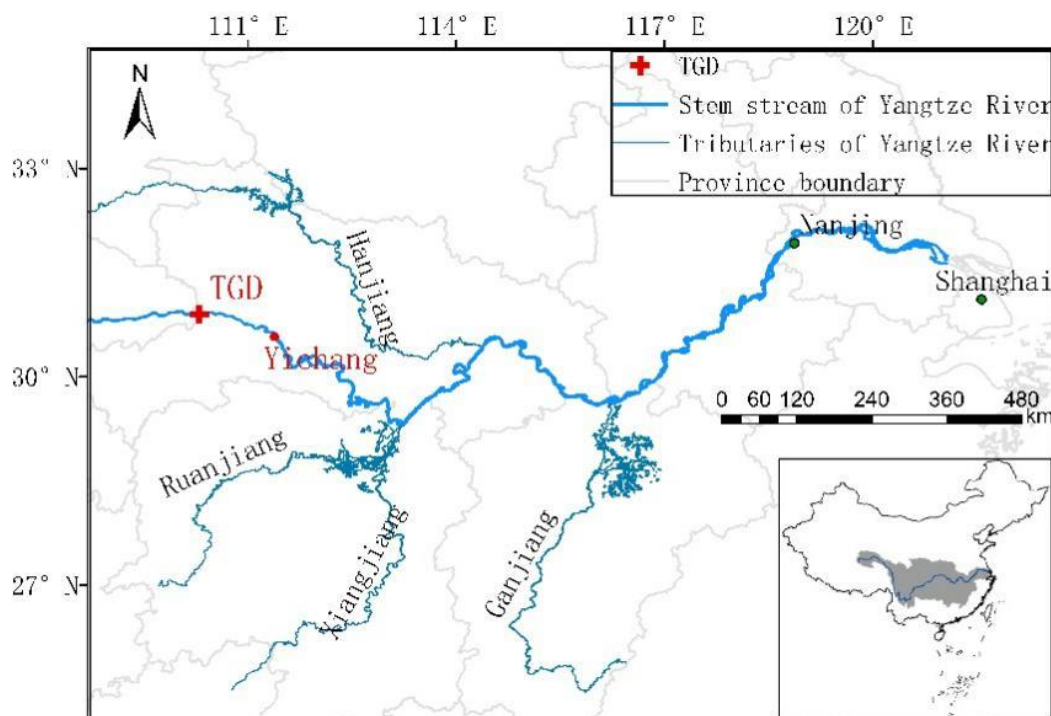 111° E 114° E 117° E 120° E
N
TGD
Stem stream of Yangtze River
Tributaries of Yangtze River
Province boundary
33° N
Nanjing
Hanjiang
TGD
Shanghai
Yichang
30° N
0 60 120 240 360 480
km
Ruanjiang
Xiangjiang
Ganjiang
27° N